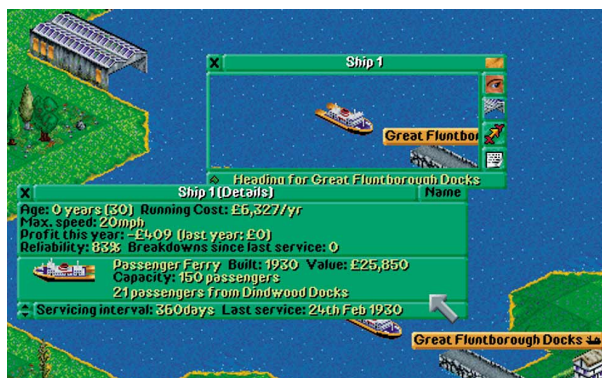 Ship 1
Great Fluntbor
Heading for Great Fluntborough Docks
Ship 1 (Details)
Name
Age: 0 years (30) Running Cost: £6,327/yr
Max. speed: 20mph
Profit this year: -£409 (last year: £0)
Reliability: 83% Breakdowns since last service: 0
Passenger Ferry Built: 1930 Value: £25,850
Capacity: 150 passengers
21 passengers from Dindwood Docks
Servicing interval: 360days Last service: 24th Feb 1930
Great Fluntborough Docks